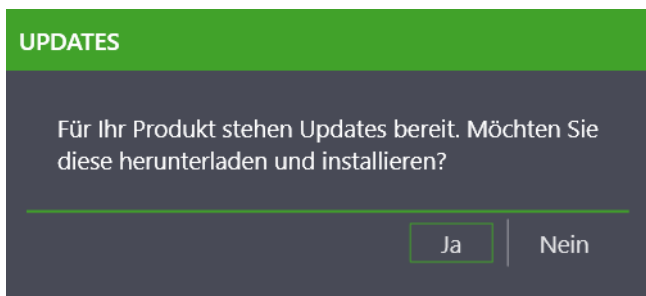 UPDATES
Für Ihr Produkt stehen Updates bereit. Möchten Sie
diese herunterladen und installieren?
Ja
Nein